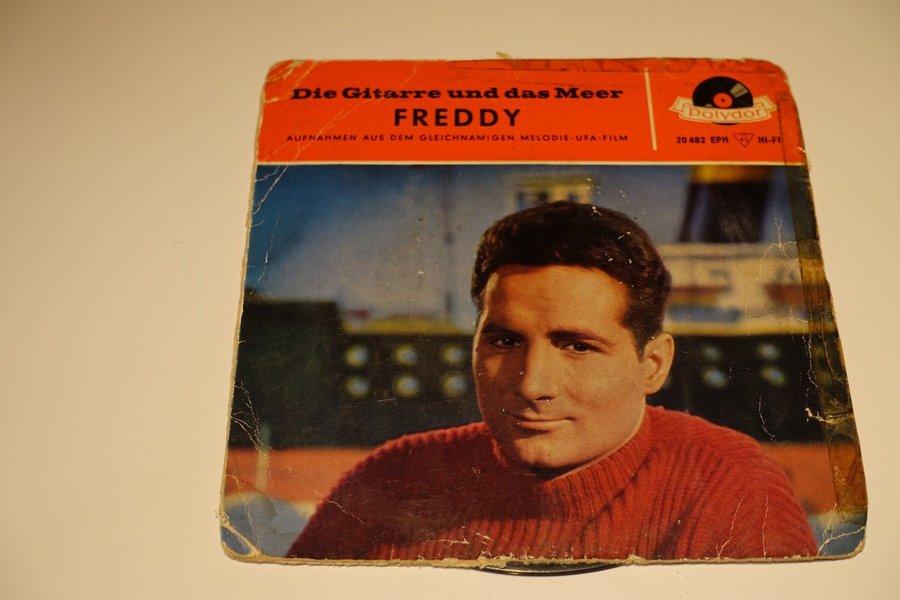 Die Gitarre und das Meer
FREDDY
AUFNAHMEN AUS DEM GLEICHNAMIGEN MELODIE-UFA-FILM
polydor
20 482 EPH 45 HI-FI